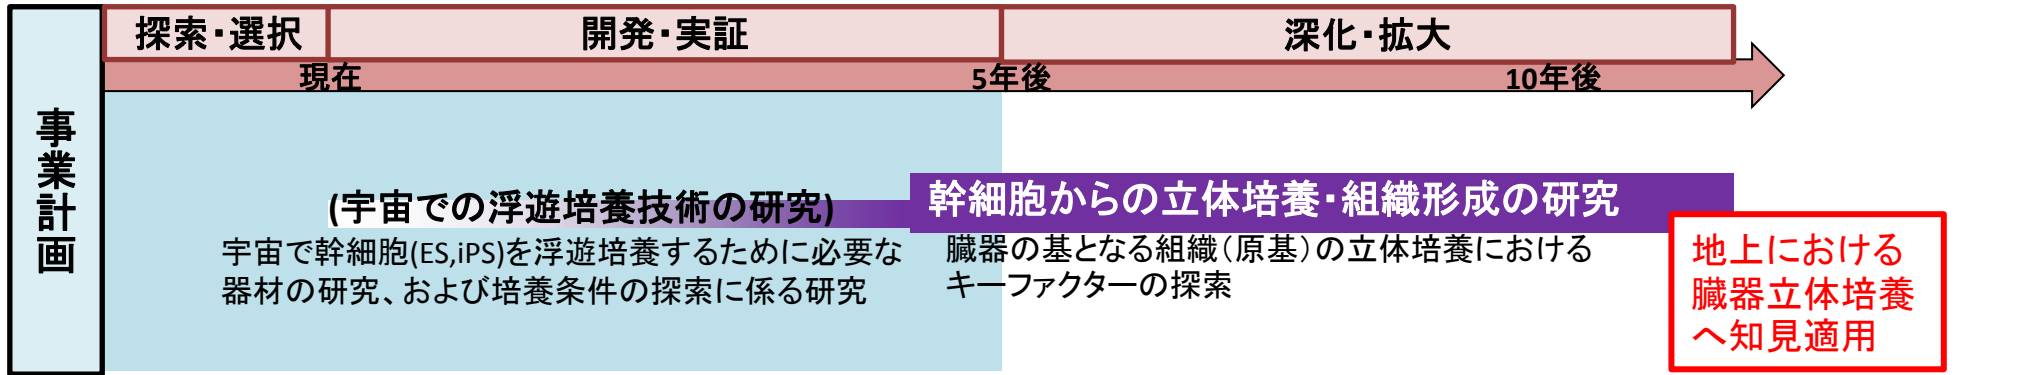 探索・選択
開発・実証
深化・拡大
現在
5年後
10年後
事業計画
(宇宙での浮遊培養技術の研究)
宇宙で幹細胞(ES,iPS)を浮遊培養するために必要な
器材の研究、および培養条件の探索に係る研究
幹細胞からの立体培養・組織形成の研究
臓器の基となる組織（原基）の立体培養における
キーファクターの探索
地上における
臓器立体培養
へ知見適用